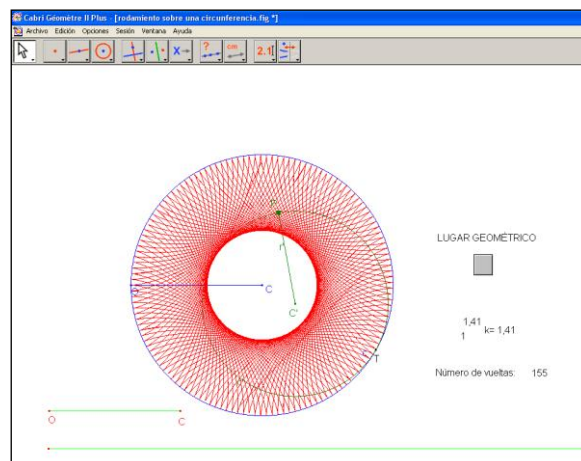 Cabri Géomètre II Plus - [rodamiento sobre una circunferencia.fig *]
Archivo Edición Opciones Sesión Ventana Ayuda
? cm 2.1
LUGAR GEOMÉTRICO
r'
C
C'
1,41
1 k= 1,41
T
Número de vueltas: 155
O C